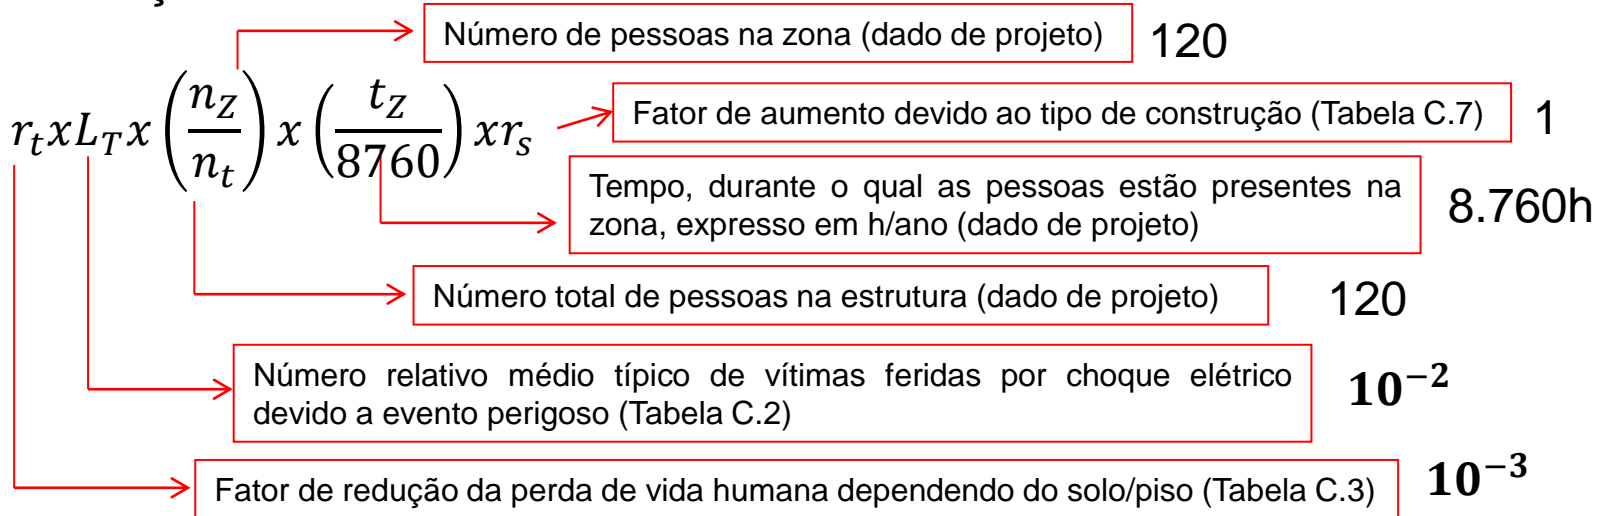 Número de pessoas na zona (dado de projeto) 120
r_t x L_T x (n_Z / n_t) x (t_Z / 8760) x r_s
Fator de aumento devido ao tipo de construção (Tabela C.7) 1
Tempo, durante o qual as pessoas estão presentes na
zona, expresso em h/ano (dado de projeto) 8.760h
Número total de pessoas na estrutura (dado de projeto) 120
Número relativo médio típico de vítimas feridas por choque elétrico
devido a evento perigoso (Tabela C.2) 10^{-2}
Fator de redução da perda de vida humana dependendo do solo/piso (Tabela C.3) 10^{-3}